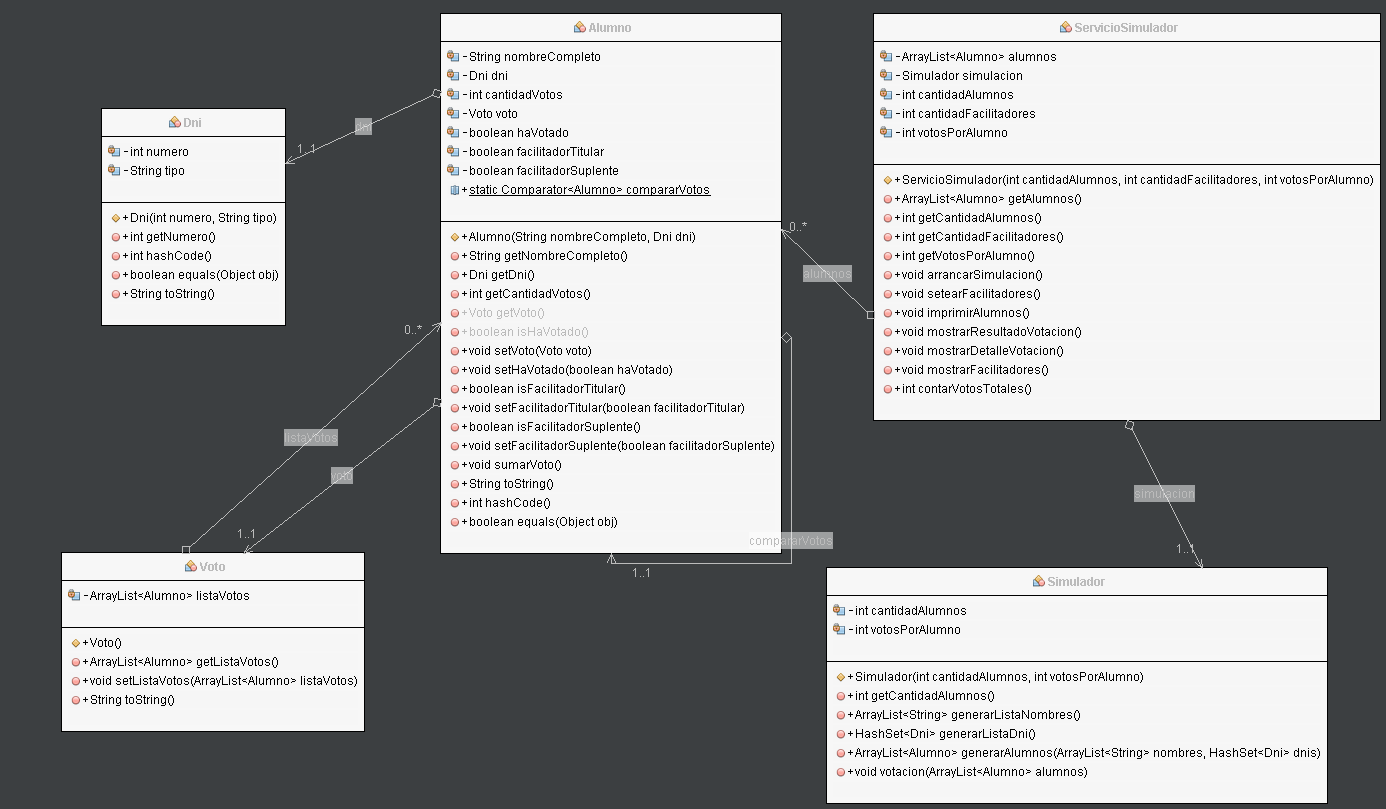 Dni
- int numero
- String tipo
+ Dni(int numero, String tipo)
+ int getNumero()
+ int hashCode()
+ boolean equals(Object obj)
+ String toString()
dni
1..1
Alumno
- String nombreCompleto
- Dni dni
- int cantidadVotos
- Voto voto
- boolean haVotado
- boolean facilitadorTitular
- boolean facilitadorSuplente
+ static Comparator<Alumno> compararVotos
+ Alumno(String nombreCompleto, Dni dni)
+ String getNombreCompleto()
+ Dni getDni()
+ int getCantidadVotos()
+ Voto getVoto()
+ boolean isHaVotado()
+ void setVoto(Voto voto)
+ void setHaVotado(boolean haVotado)
+ boolean isFacilitadorTitular()
+ void setFacilitadorTitular(boolean facilitadorTitular)
+ boolean isFacilitadorSuplente()
+ void setFacilitadorSuplente(boolean facilitadorSuplente)
+ void sumarVoto()
+ String toString()
+ int hashCode()
+ boolean equals(Object obj)
compararVotos
1..1
0..*
alumnos
ServicioSimulador
- ArrayList<Alumno> alumnos
- Simulador simulacion
- int cantidadAlumnos
- int cantidadFacilitadores
- int votosPorAlumno
+ ServicioSimulador(int cantidadAlumnos, int cantidadFacilitadores, int votosPorAlumno)
+ ArrayList<Alumno> getAlumnos()
+ int getCantidadAlumnos()
+ int getCantidadFacilitadores()
+ int getVotosPorAlumno()
+ void arrancarSimulacion()
+ void setearFacilitadores()
+ void imprimirAlumnos()
+ void mostrarResultadoVotacion()
+ void mostrarDetalleVotacion()
+ void mostrarFacilitadores()
+ int contarVotosTotales()
0..*
listaVotos
voto
1..1
Voto
- ArrayList<Alumno> listaVotos
+ Voto()
+ ArrayList<Alumno> getListaVotos()
+ void setListaVotos(ArrayList<Alumno> listaVotos)
+ String toString()
simulacion
1..1
Simulador
- int cantidadAlumnos
- int votosPorAlumno
+ Simulador(int cantidadAlumnos, int votosPorAlumno)
+ int getCantidadAlumnos()
+ ArrayList<String> generarListaNombres()
+ HashSet<Dni> generarListaDni()
+ ArrayList<Alumno> generarAlumnos(ArrayList<String> nombres, HashSet<Dni> dnis)
+ void votacion(ArrayList<Alumno> alumnos)